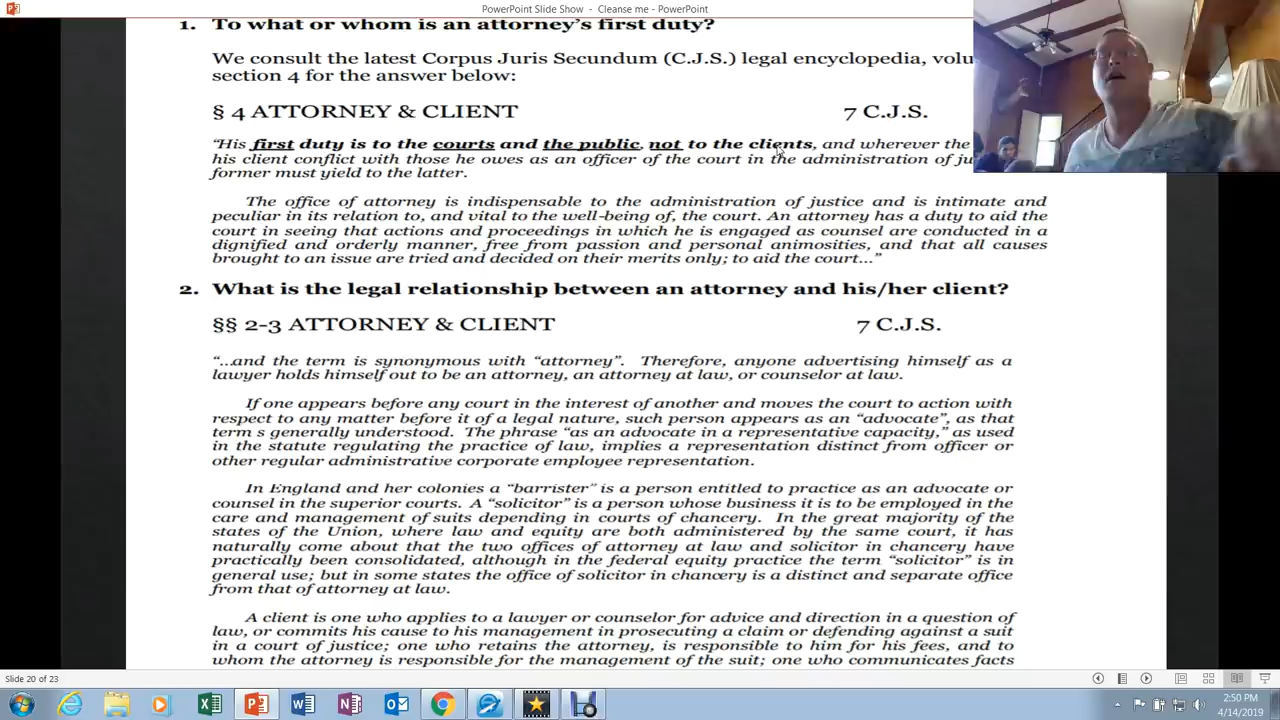 PowerPoint Slide Show - Cleanse me - PowerPoint
1. To what or whom is an attorney's first duty?
We consult the latest Corpus Juris Secundum (C.J.S.) legal encyclopedia,
section 4 for the answer below:
§ 4 ATTORNEY & CLIENT 7 C.J.S.
"His first duty is to the courts and the public, not to the clients, and wherever the
his client conflict with those he owes as an officer of the court in the administration of
former must yield to the latter.
The office of attorney is indispensable to the administration of justice and is intimate and
peculiar in its relation to, and vital to the well-being of, the court. An attorney has a duty to aid the
court in seeing that actions and proceedings in which he is engaged as counsel are conducted in a
dignified and orderly manner, free from passion and personal animosities, and that all causes
brought to an issue are tried and decided on their merits only; to aid the court..."
2. What is the legal relationship between an attorney and his/her client?
§§ 2-3 ATTORNEY & CLIENT 7 C.J.S.
"...and the term is synonymous with "attorney". Therefore, anyone advertising himself as a
lawyer holds himself out to be an attorney, an attorney at law, or counselor at law.
If one appears before any court in the interest of another and moves the court to action with
respect to any matter before it of a legal nature, such person appears as an "advocate", as that
term s generally understood. The phrase "as an advocate in a representative capacity," as used
in the statute regulating the practice of law, implies a representation distinct from officer or
other regular administrative corporate employee representation.
In England and her colonies a "barrister" is a person entitled to practice as an advocate or
counsel in the superior courts. A "solicitor" is a person whose business it is to be employed in the
care and management of suits depending in courts of chancery. In the great majority of the
states of the Union, where law and equity are both administered by the same court, it has
naturally come about that the two offices of attorney at law and solicitor in chancery have
practically been consolidated, although in the federal equity practice the term "solicitor" is in
general use; but in some states the office of solicitor in chancery is a distinct and separate office
from that of attorney at law.
A client is one who applies to a lawyer or counselor for advice and direction in a question of
law, or commits his cause to his management in prosecuting a claim or defending against a suit
in a court of justice; one who retains the attorney, is responsible to him for his fees, and to
whom the attorney is responsible for the management of the suit; one who communicates facts
Slide 20 of 23
2:50 PM
4/14/2019